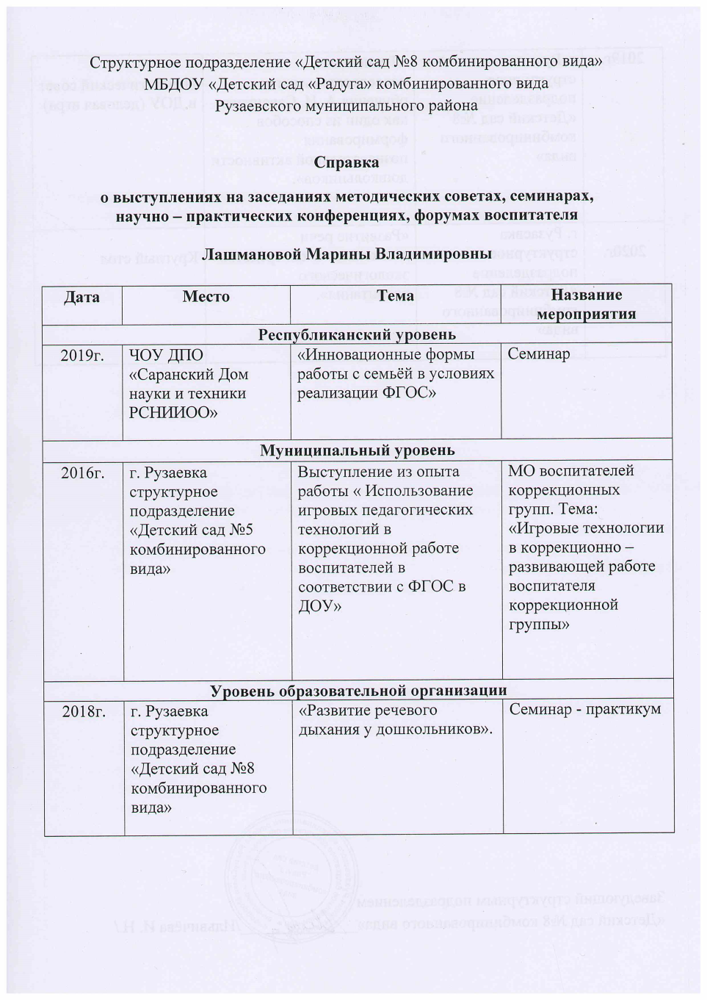 Структурное подразделение «Детский сад №8 комбинированного вида»
МБДОУ «Детский сад «Радуга» комбинированного вида
Рузаевского муниципального района
Справка
о выступлениях на заседаниях методических советах, семинарах,
научно – практических конференциях, форумах воспитателя
Лашмановой Марины Владимировны
Дата Место Тема Название
мероприятия
Республиканский уровень
2019г.
ЧОУ ДПО
«Саранский Дом
науки и техники
РСНИИОО»
«Инновационные формы
работы с семьёй в условиях
реализации ФГОС»
Семинар
Муниципальный уровень
2016г.
г. Рузаевка
структурное
подразделение
«Детский сад №5
комбинированного
вида»
Выступление из опыта
работы « Использование
игровых педагогических
технологий в
коррекционной работе
воспитателей в
соответствии с ФГОС в
ДОУ»
МО воспитателей
коррекционных
групп. Тема:
«Игровые технологии
в коррекционно –
развивающей работе
воспитателя
коррекционной
группы»
Уровень образовательной организации
2018г.
г. Рузаевка
структурное
подразделение
«Детский сад №8
комбинированного
вида»
«Развитие речевого
дыхания у дошкольников».
Семинар - практикум